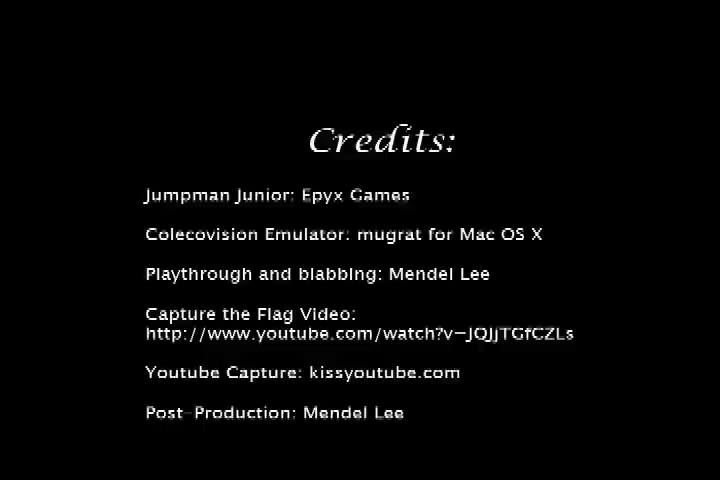 Credits:
Jumpman Junior: Epyx Games
Colecovision Emulator: mugrat for Mac OS X
Playthrough and blabbing: Mendel Lee
Capture the Flag Video:
http://www.youtube.com/watch?v=JQJjTGfCZLs
Youtube Capture: kissyoutube.com
Post-Production: Mendel Lee